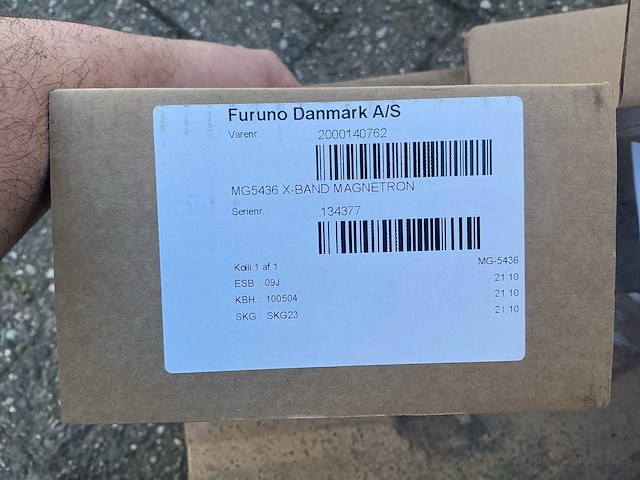 Furuno Danmark A/S
Varenr. 2000140762
MG5436 X-BAND MAGNETRON
Serienr. 134377
Kolli 1 af 1 MG-5436
ESB : 09J 21.10
KBH : 100504 21.10
SKG : SKG23 21.10